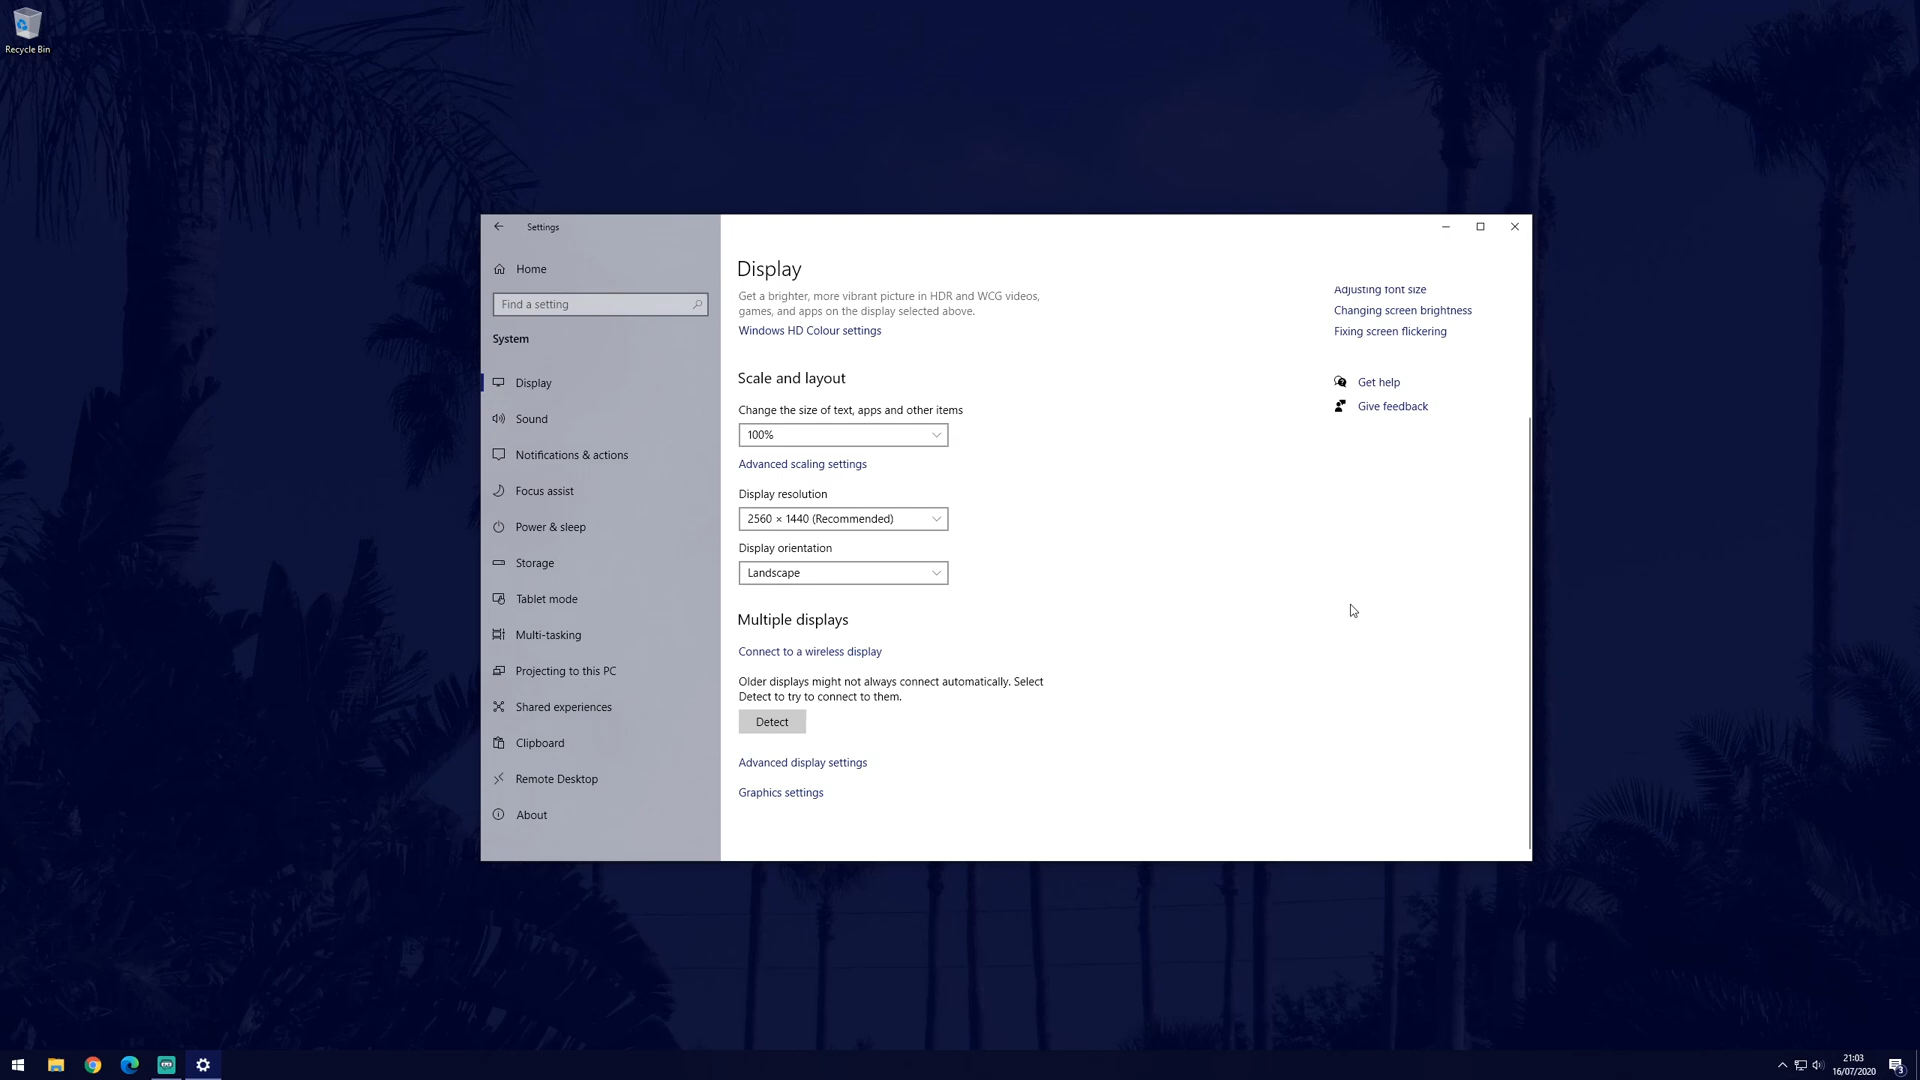 Recycle Bin
Settings
Home
Find a setting
System
Display
Sound
Notifications & actions
Focus assist
Power & sleep
Storage
Tablet mode
Multi-tasking
Projecting to this PC
Shared experiences
Clipboard
Remote Desktop
About
Display
Get a brighter, more vibrant picture in HDR and WCG videos,
games, and apps on the display selected above.
Windows HD Colour settings
Scale and layout
Change the size of text, apps and other items
100%
Advanced scaling settings
Display resolution
2560 × 1440 (Recommended)
Display orientation
Landscape
Multiple displays
Connect to a wireless display
Older displays might not always connect automatically. Select
Detect to try to connect to them.
Detect
Advanced display settings
Graphics settings
Adjusting font size
Changing screen brightness
Fixing screen flickering
Get help
Give feedback
21:03
16/07/2020
3